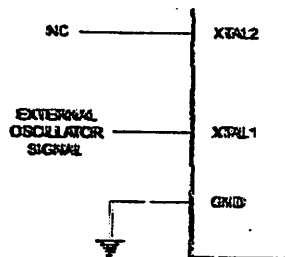 NC
XTAL2
EXTERNAL
OSCILLATOR
SIGNAL
XTAL1
GND